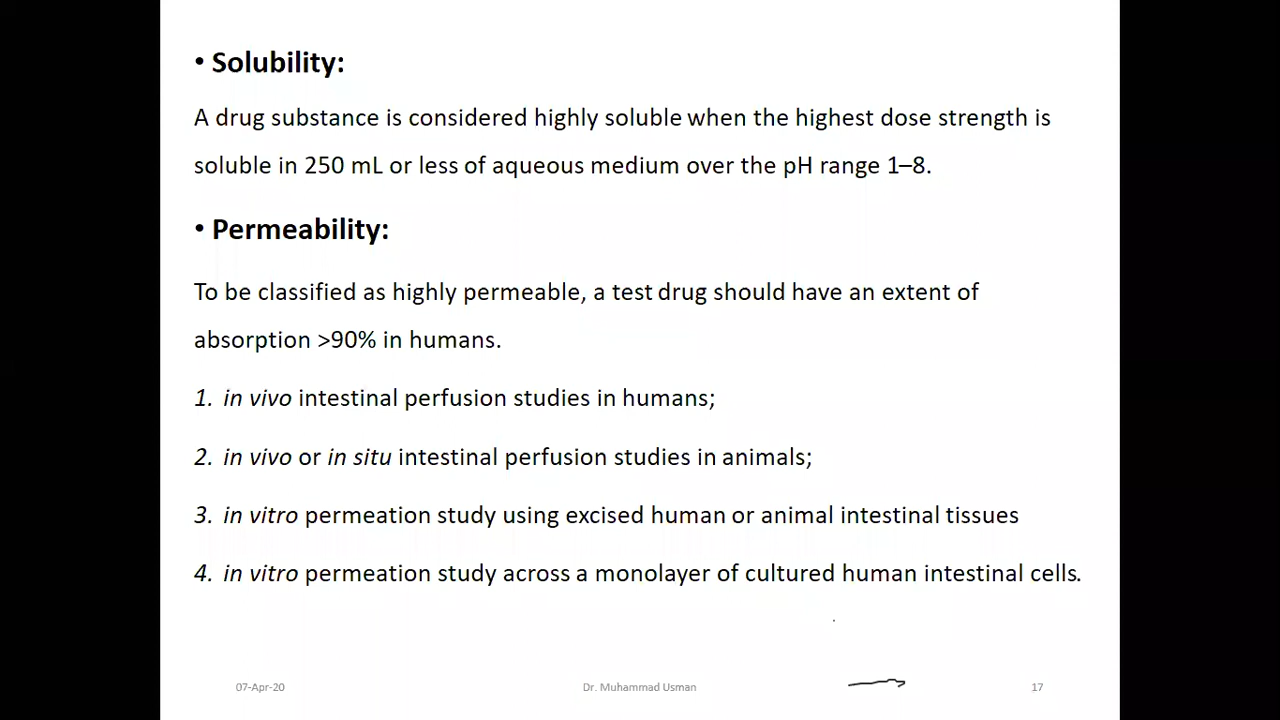 • Solubility:
A drug substance is considered highly soluble when the highest dose strength is
soluble in 250 mL or less of aqueous medium over the pH range 1–8.
• Permeability:
To be classified as highly permeable, a test drug should have an extent of
absorption >90% in humans.
1. in vivo intestinal perfusion studies in humans;
2. in vivo or in situ intestinal perfusion studies in animals;
3. in vitro permeation study using excised human or animal intestinal tissues
4. in vitro permeation study across a monolayer of cultured human intestinal cells.
07-Apr-20 Dr. Muhammad Usman 17